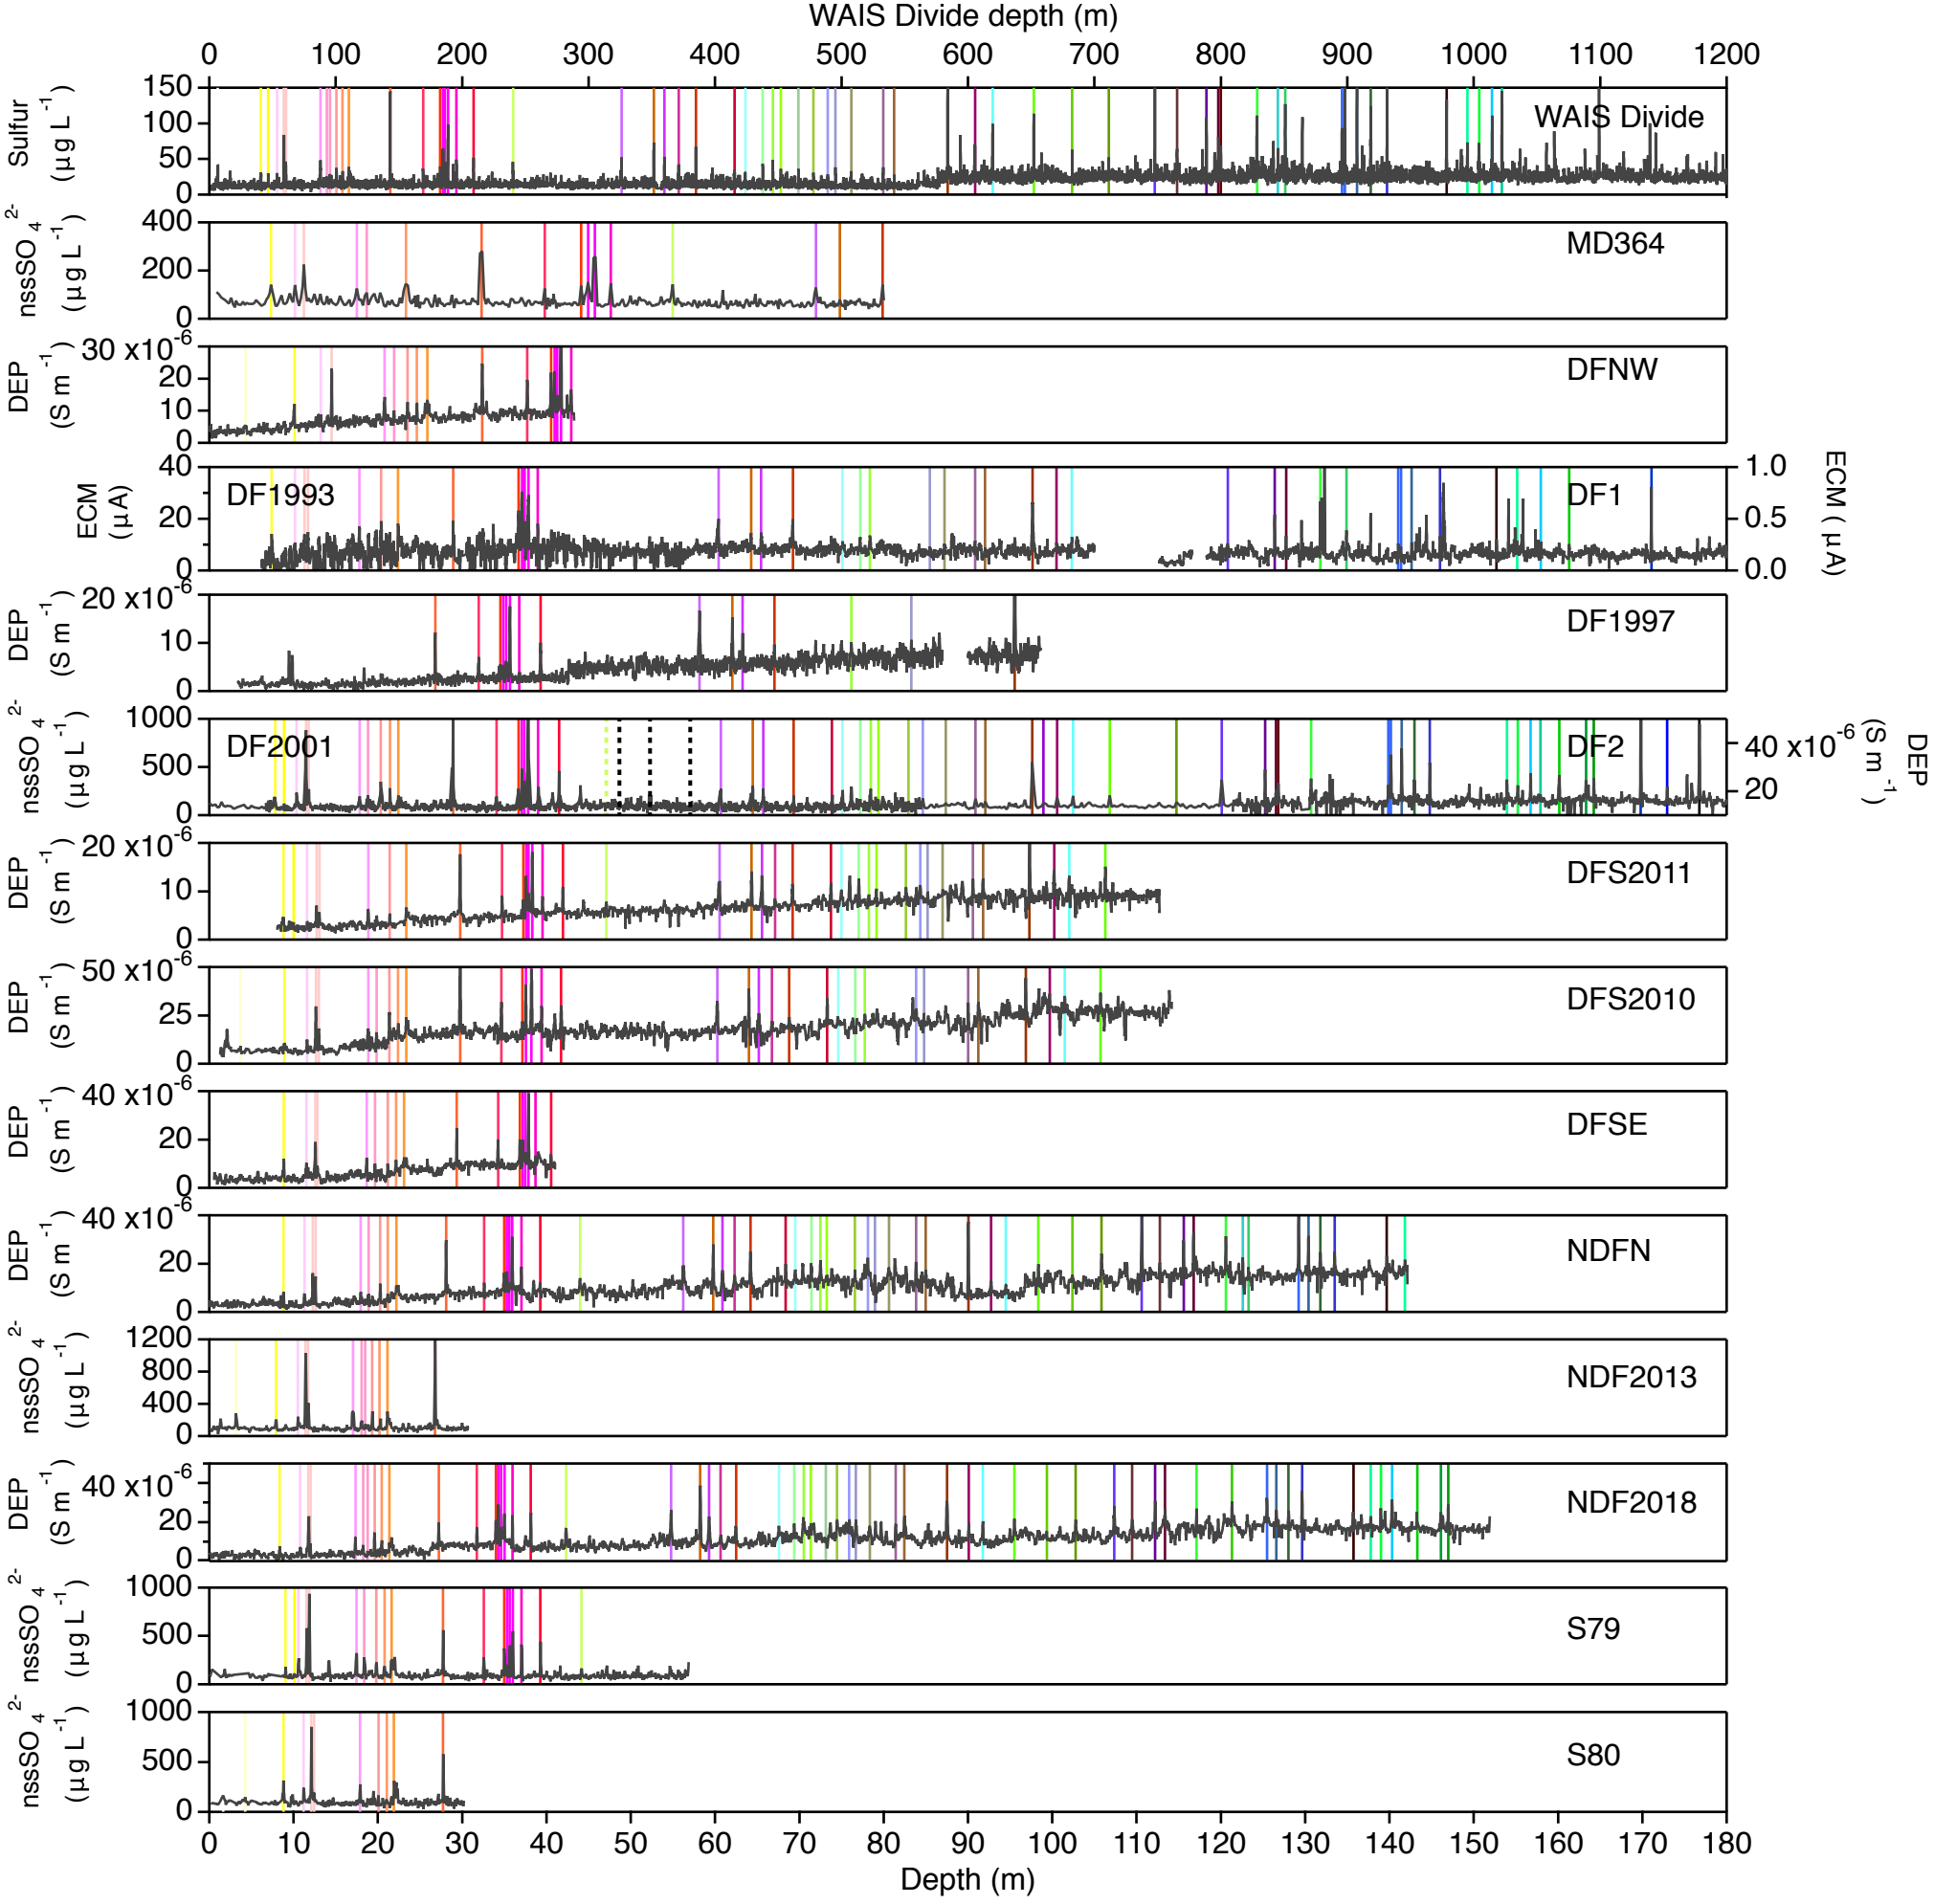 WAIS Divide depth (m)
0 100 200 300 400 500 600 700 800 900 1000 1100 1200
Sulfur (µg L⁻¹)
150
100
50
0
WAIS Divide
nssSO₄²⁻ (µg L⁻¹)
400
200
0
MD364
DEP (S m⁻¹)
30 x10⁻⁶
20
10
0
DFNW
ECM (µA)
40
20
0
DF1993
DF1
1.0
0.5
0.0
ECM (µA)
DEP (S m⁻¹)
20 x10⁻⁶
10
0
DF1997
nssSO₄²⁻ (µg L⁻¹)
1000
500
0
DF2001
DF2
40 x10⁻⁶
20
DEP (S m⁻¹)
DEP (S m⁻¹)
20 x10⁻⁶
10
0
DFS2011
DEP (S m⁻¹)
50 x10⁻⁶
25
0
DFS2010
DEP (S m⁻¹)
40 x10⁻⁶
20
0
DFSE
DEP (S m⁻¹)
40 x10⁻⁶
20
0
NDFN
nssSO₄²⁻ (µg L⁻¹)
1200
800
400
0
NDF2013
DEP (S m⁻¹)
40 x10⁻⁶
20
0
NDF2018
nssSO₄²⁻ (µg L⁻¹)
1000
500
0
S79
nssSO₄²⁻ (µg L⁻¹)
1000
500
0
S80
0 10 20 30 40 50 60 70 80 90 100 110 120 130 140 150 160 170 180
Depth (m)